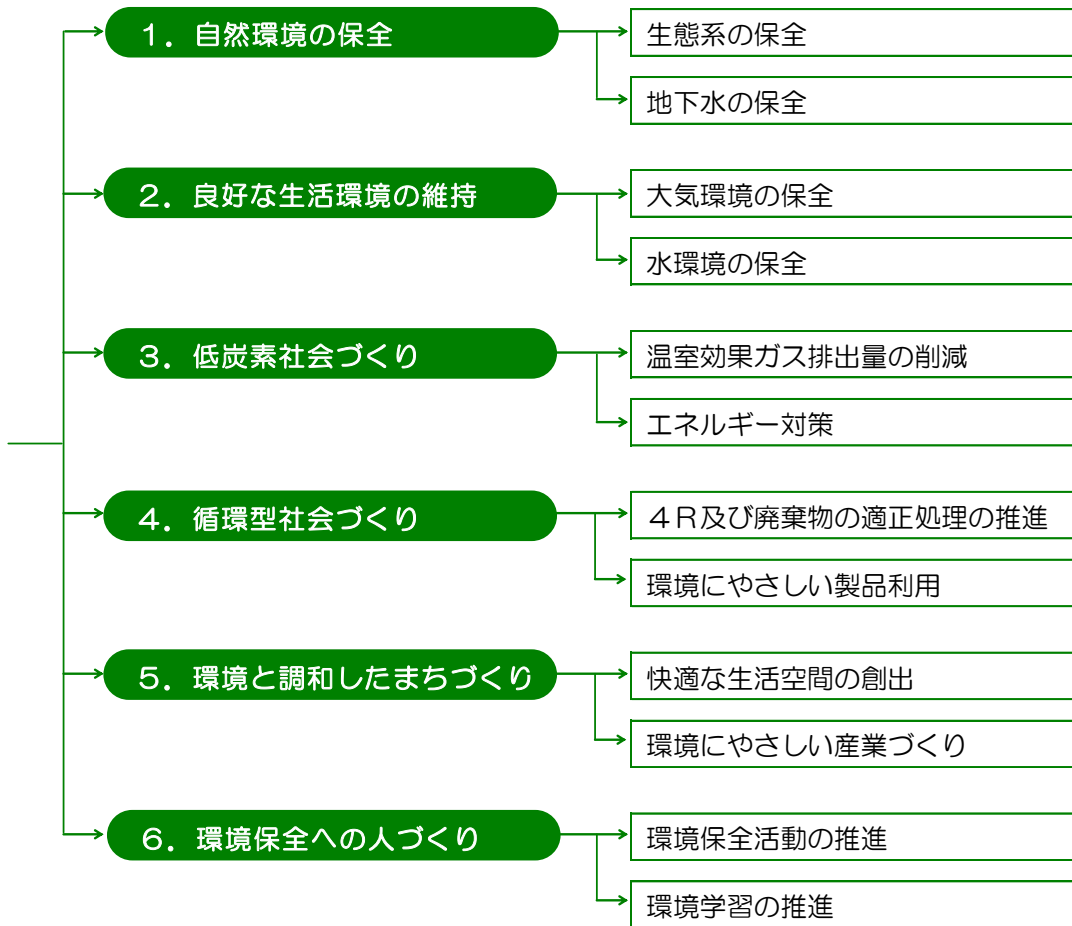 １．自然環境の保全
生態系の保全
地下水の保全
２．良好な生活環境の維持
大気環境の保全
水環境の保全
３．低炭素社会づくり
温室効果ガス排出量の削減
エネルギー対策
４．循環型社会づくり
４Ｒ及び廃棄物の適正処理の推進
環境にやさしい製品利用
５．環境と調和したまちづくり
快適な生活空間の創出
環境にやさしい産業づくり
６．環境保全への人づくり
環境保全活動の推進
環境学習の推進